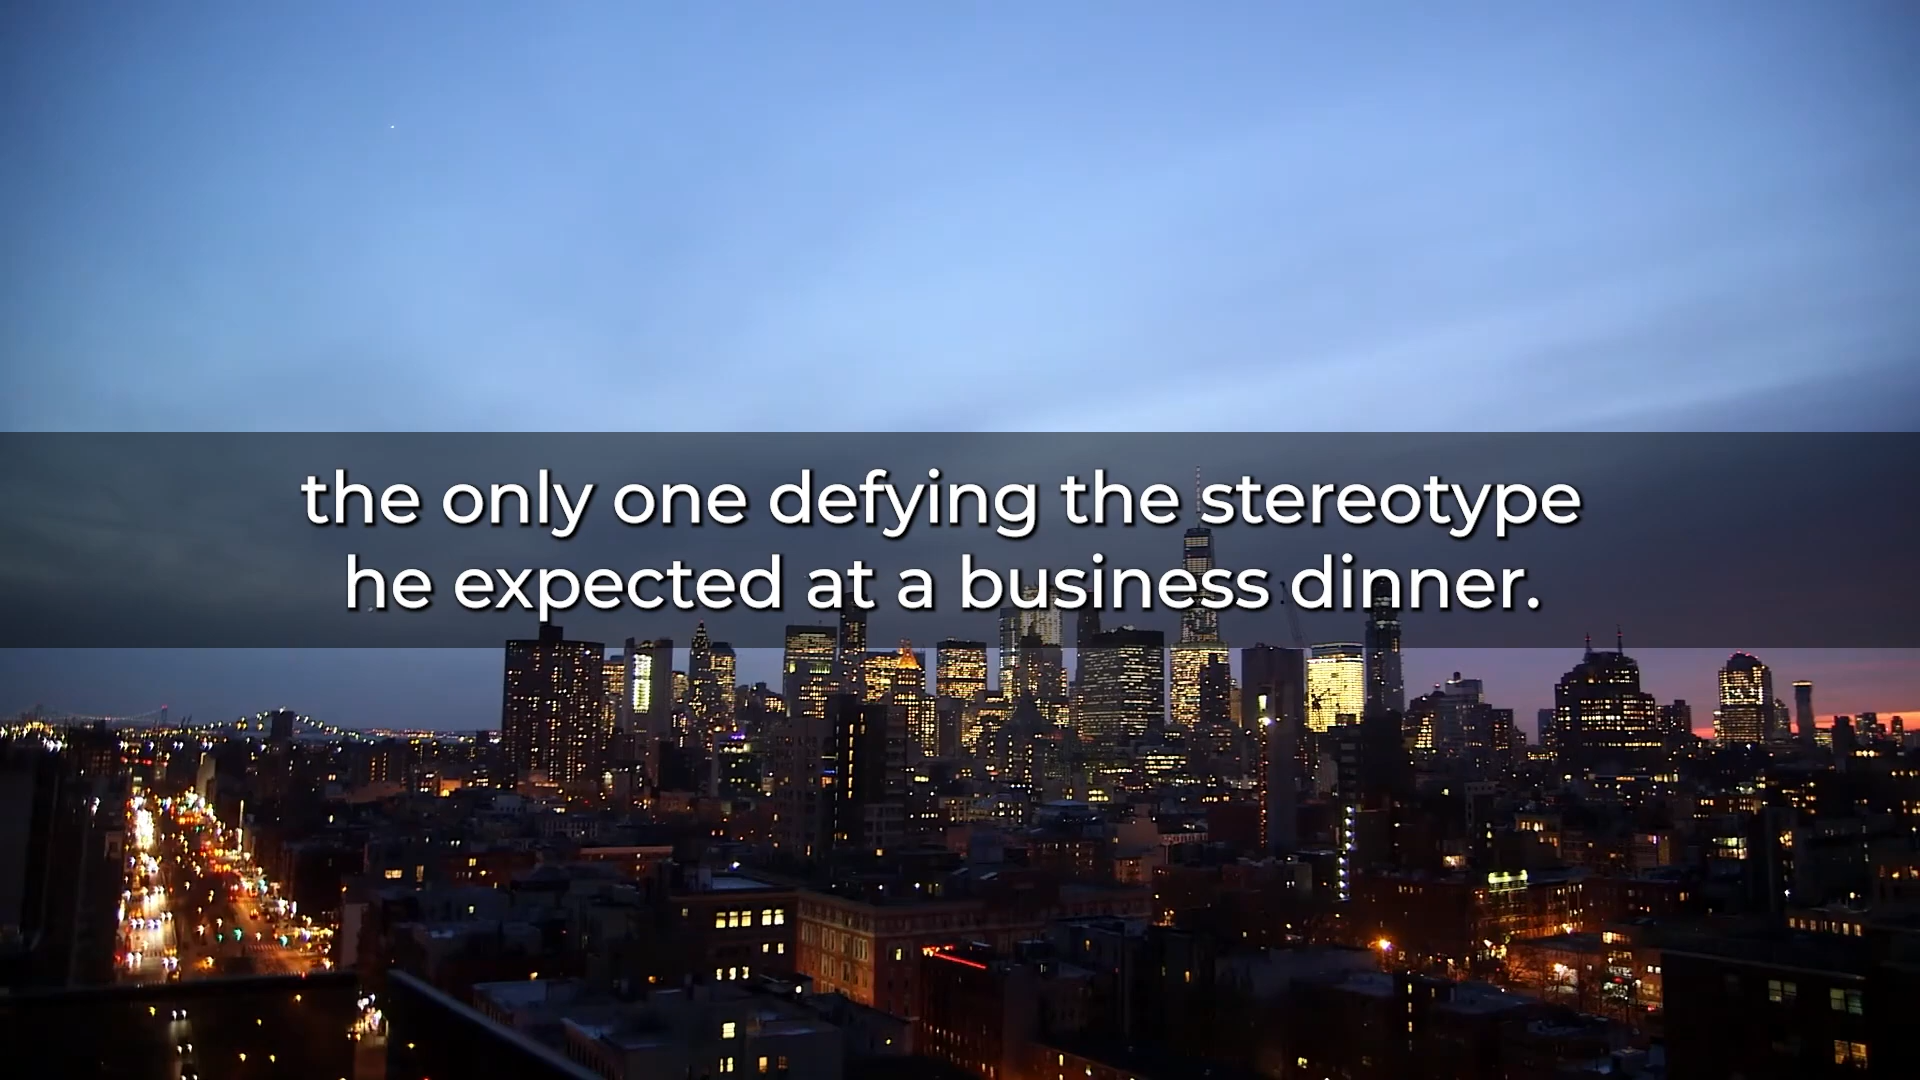 the only one defying the stereotype
he expected at a business dinner.